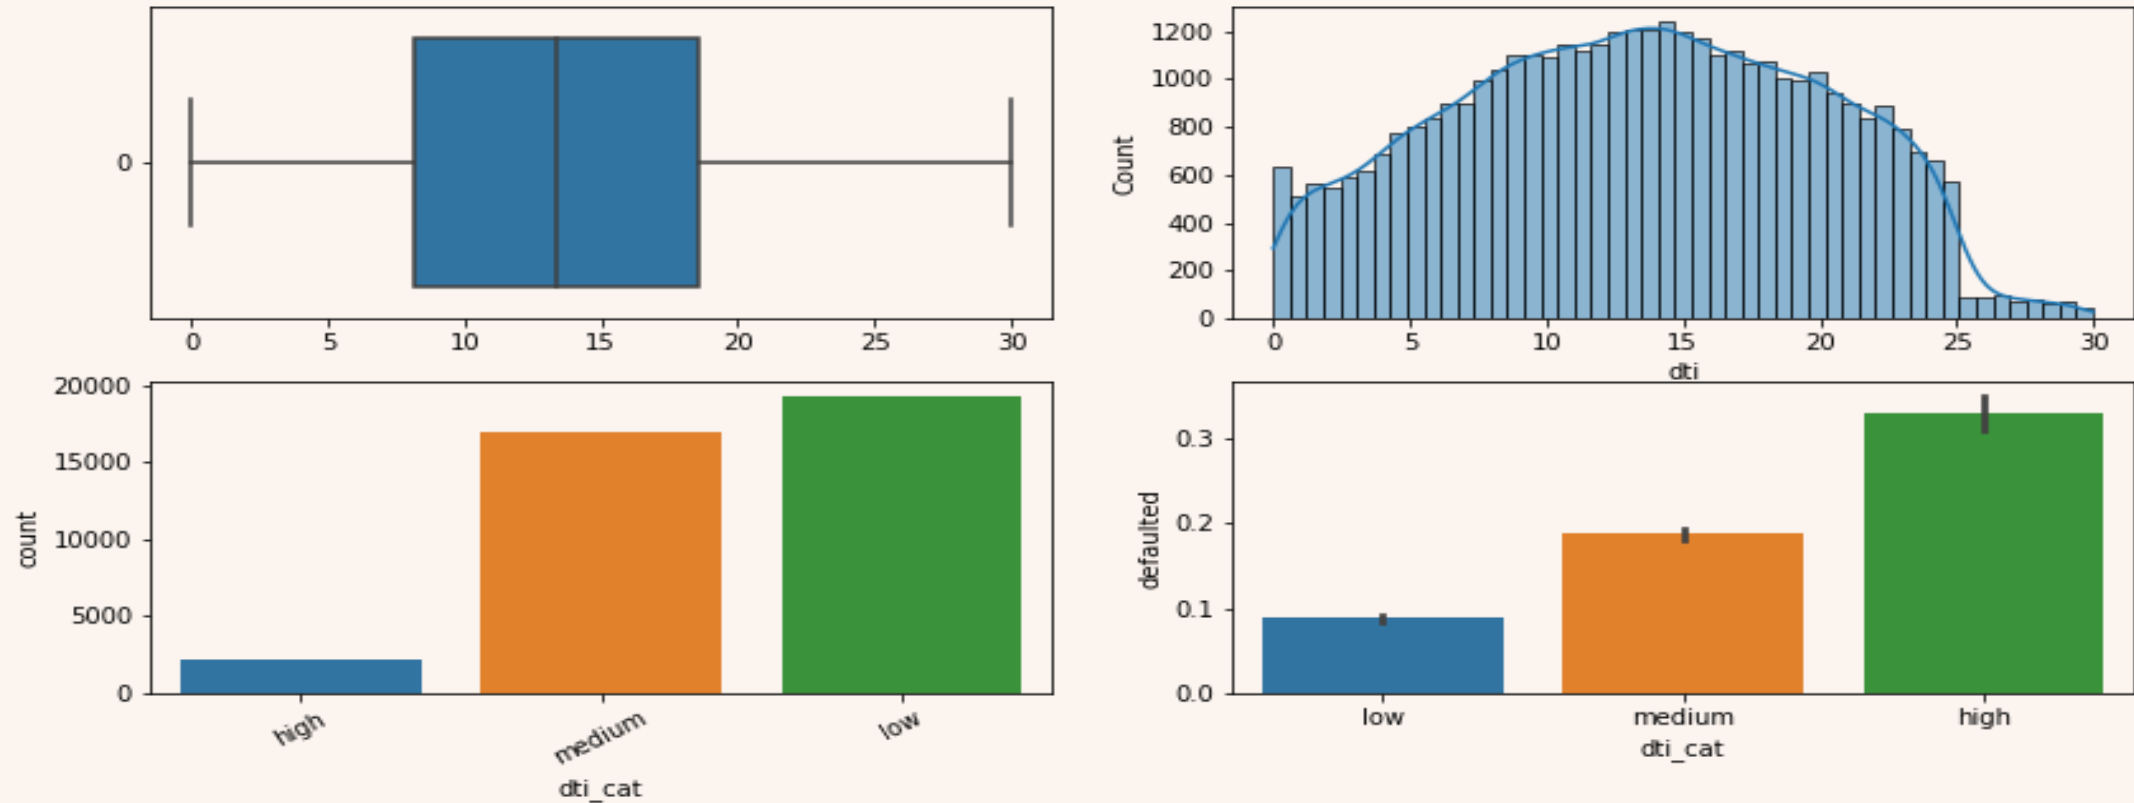 0
0 5 10 15 20 25 30
1200
1000
800
600
400
200
0
Count
0 5 10 15 20 25 30
dti
20000
15000
10000
5000
0
count
high medium low
dti_cat
0.3
0.2
0.1
0.0
defaulted
low medium high
dti_cat